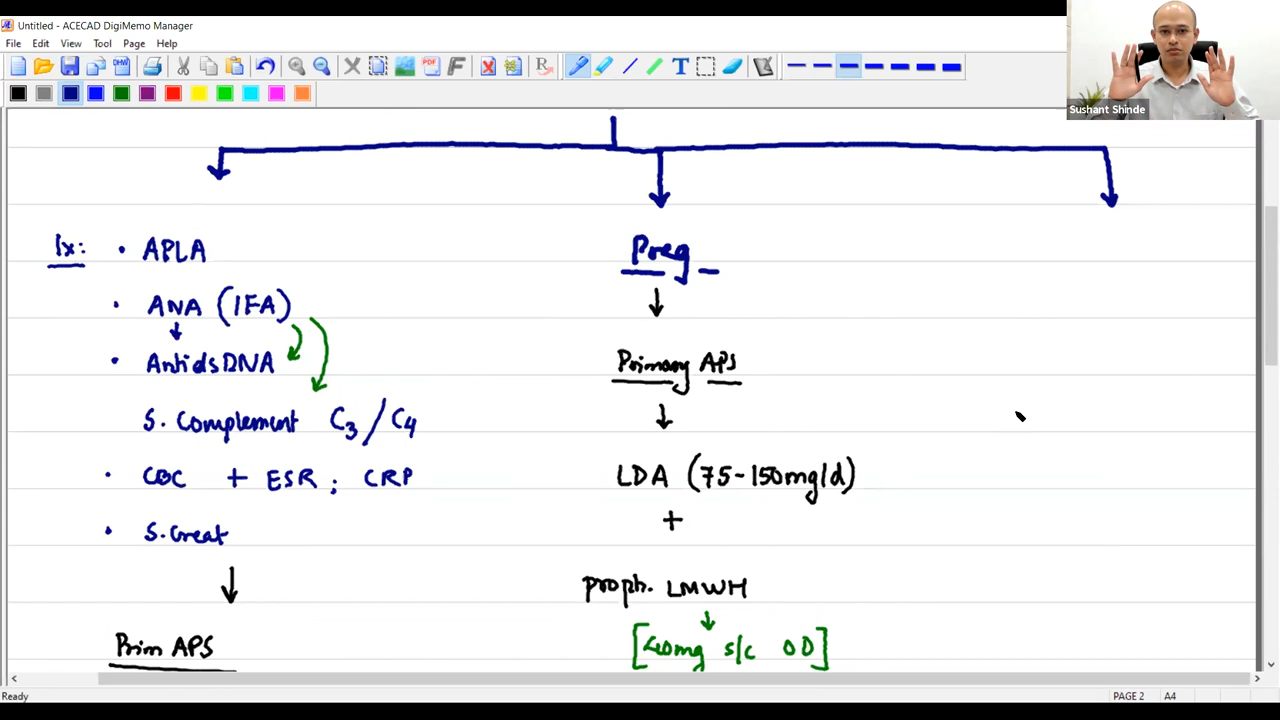 Untitled - ACECAD DigiMemo Manager
File Edit View Tool Page Help
Sushant Shinde
Ix: • APLA
• ANA (IFA)
• AntidsDNA
S. Complement C3/C4
• CBC + ESR ; CRP
• S. Creat
Prim APS
Preg
Primary APS
LDA (75-150mg/d)
+
proph. LMWH
[40mg s/c OD]
Ready
PAGE 2 A4